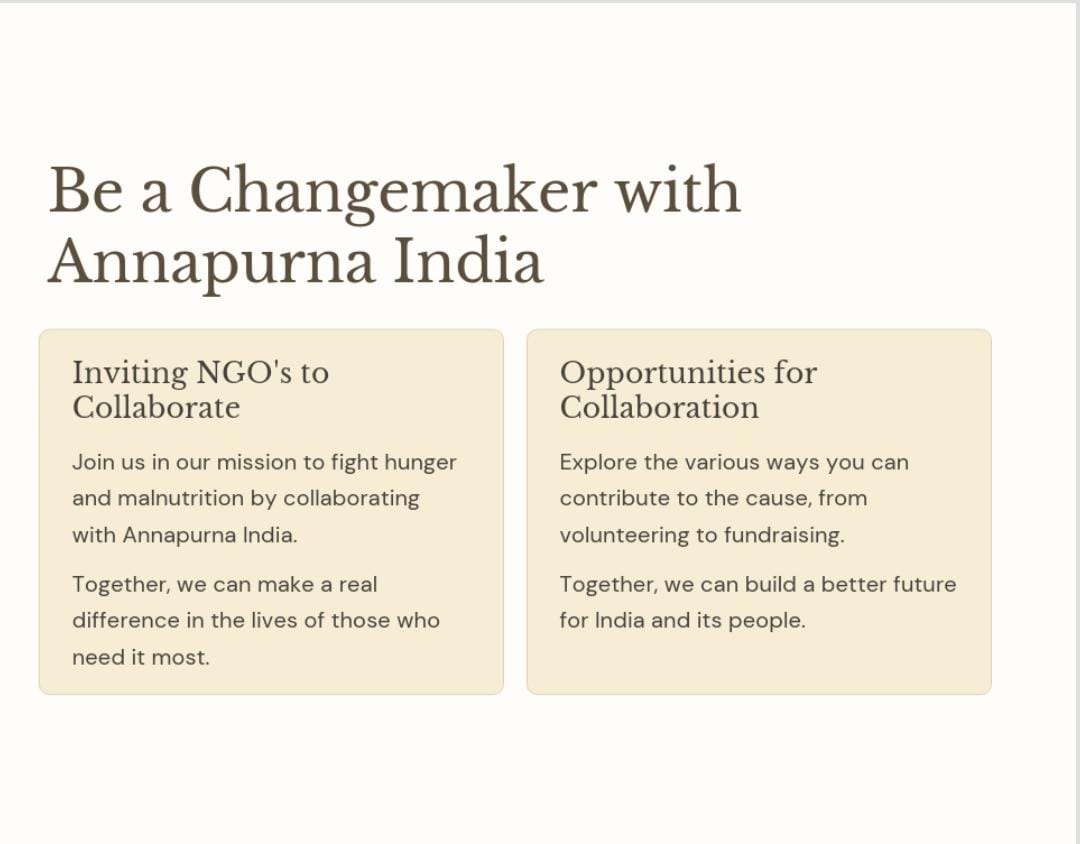 Be a Changemaker with
Annapurna India
Inviting NGO's to
Collaborate
Join us in our mission to fight hunger
and malnutrition by collaborating
with Annapurna India.
Together, we can make a real
difference in the lives of those who
need it most.
Opportunities for
Collaboration
Explore the various ways you can
contribute to the cause, from
volunteering to fundraising.
Together, we can build a better future
for India and its people.